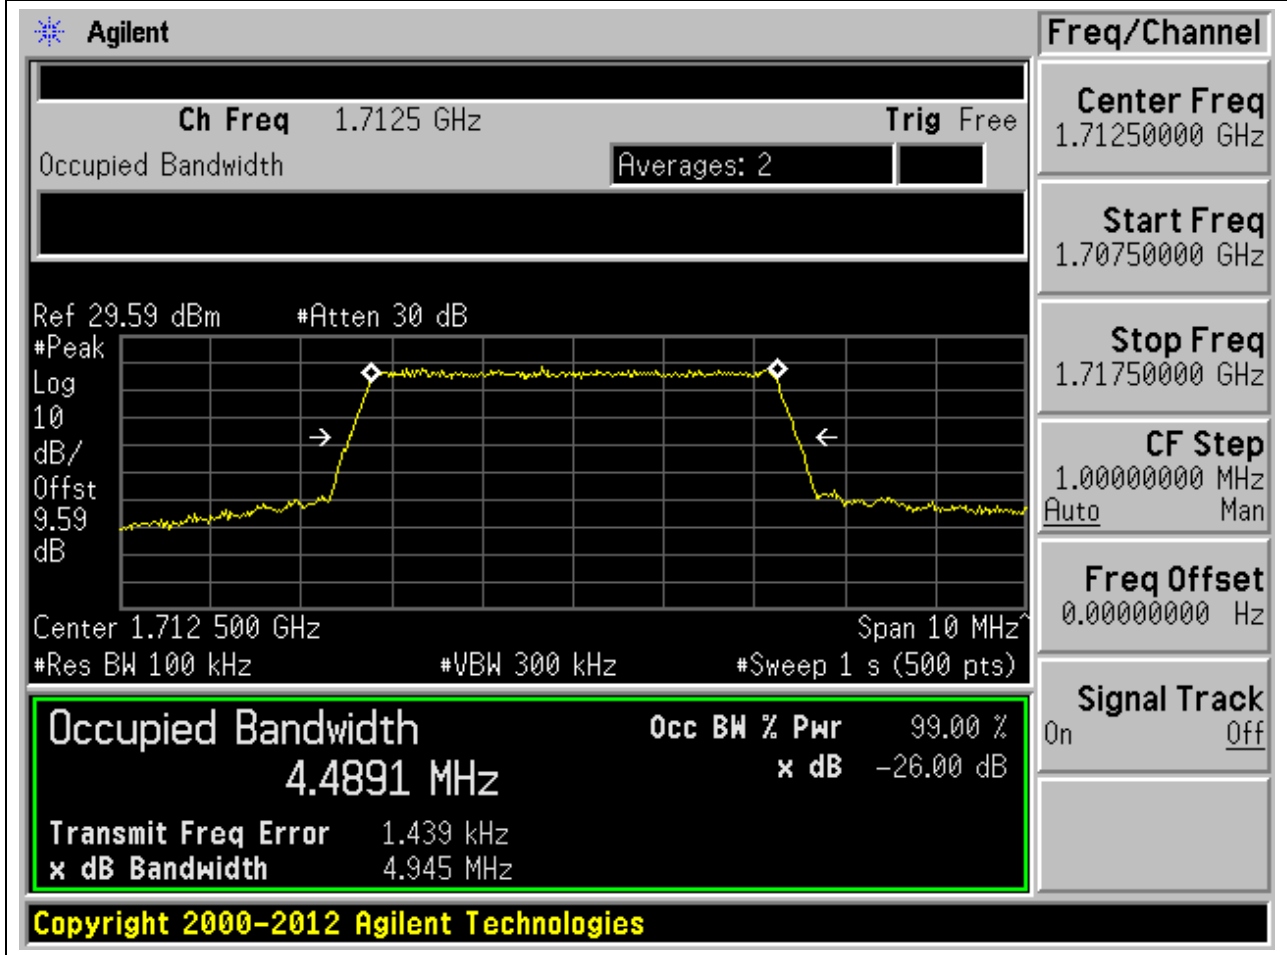 Agilent
Freq/Channel
Ch Freq 1.7125 GHz Trig Free
Occupied Bandwidth Averages: 2
Center Freq
1.71250000 GHz
Start Freq
1.70750000 GHz
Stop Freq
1.71750000 GHz
CF Step
1.00000000 MHz
Auto Man
Freq Offset
0.00000000 Hz
Signal Track
On Off
Ref 29.59 dBm #Atten 30 dB
#Peak
Log
10
dB/
Offst
9.59
dB
Center 1.712 500 GHz Span 10 MHz^
#Res BW 100 kHz #VBW 300 kHz #Sweep 1 s (500 pts)
Occupied Bandwidth Occ BW % Pwr 99.00 %
4.4891 MHz x dB -26.00 dB
Transmit Freq Error 1.439 kHz
x dB Bandwidth 4.945 MHz
Copyright 2000-2012 Agilent Technologies